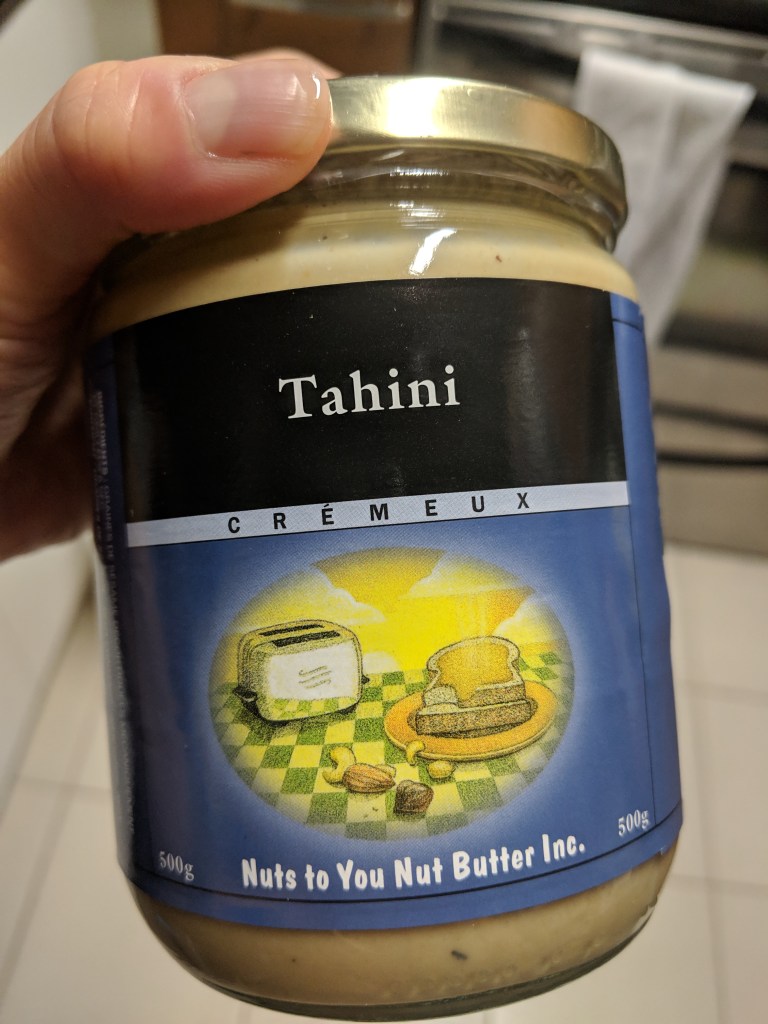 Tahini
CRÉMEUX
500g
Nuts to You Nut Butter Inc.
500g